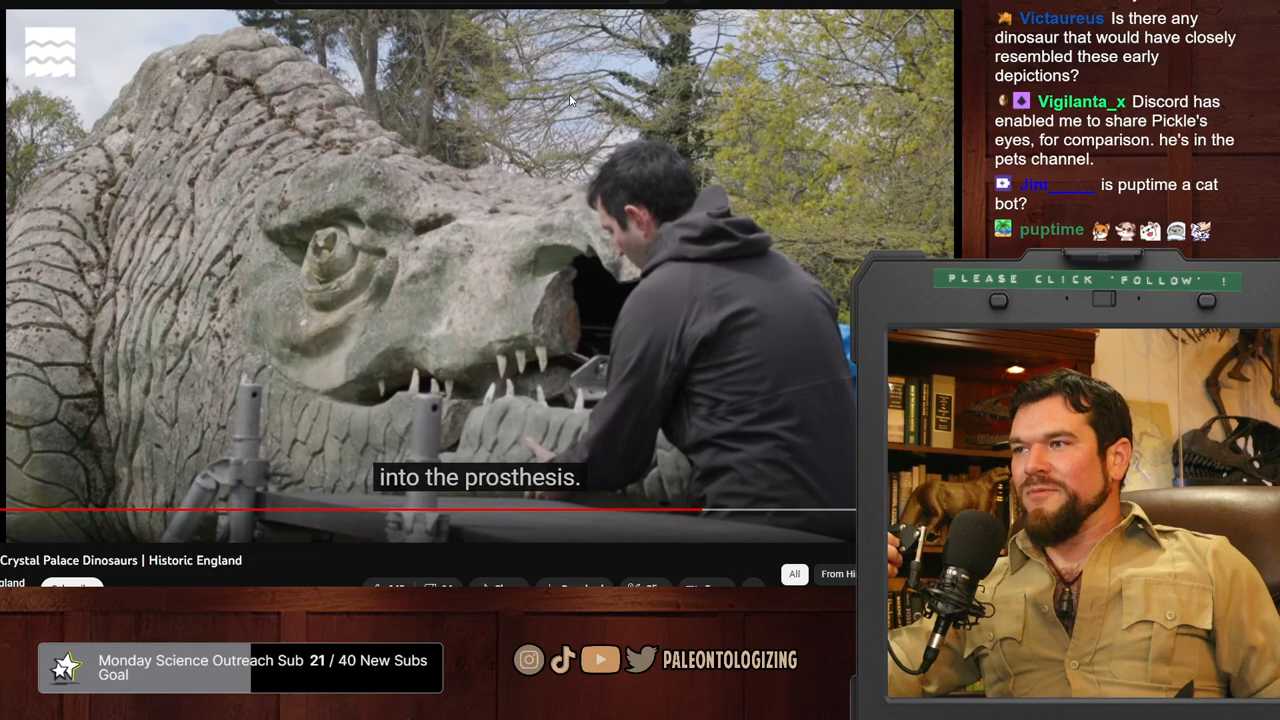 Victaureus Is there any
dinosaur that would have closely
resembled these early
depictions?
Vigilanta_x Discord has
enabled me to share Pickle's
eyes, for comparison. he's in the
pets channel.
Jim_____ is puptime a cat
bot?
puptime
PLEASE CLICK 'FOLLOW' !
into the prosthesis.
Crystal Palace Dinosaurs | Historic England
gland
All
From Hi
Monday Science Outreach Sub 21 / 40 New Subs
Goal
PALEONTOLOGIZING